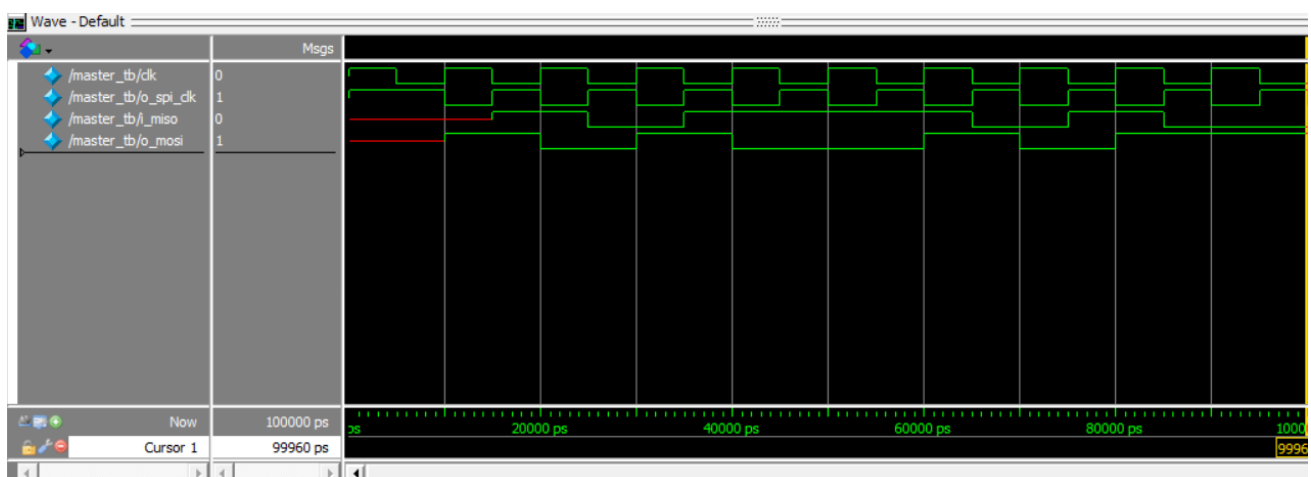 Wave - Default
Msgs
/master_tb/clk 0
/master_tb/o_spi_clk 1
/master_tb/i_miso 0
/master_tb/o_mosi 1
Now 100000 ps
ps 20000 ps 40000 ps 60000 ps 80000 ps 1000
Cursor 1 99960 ps 9996